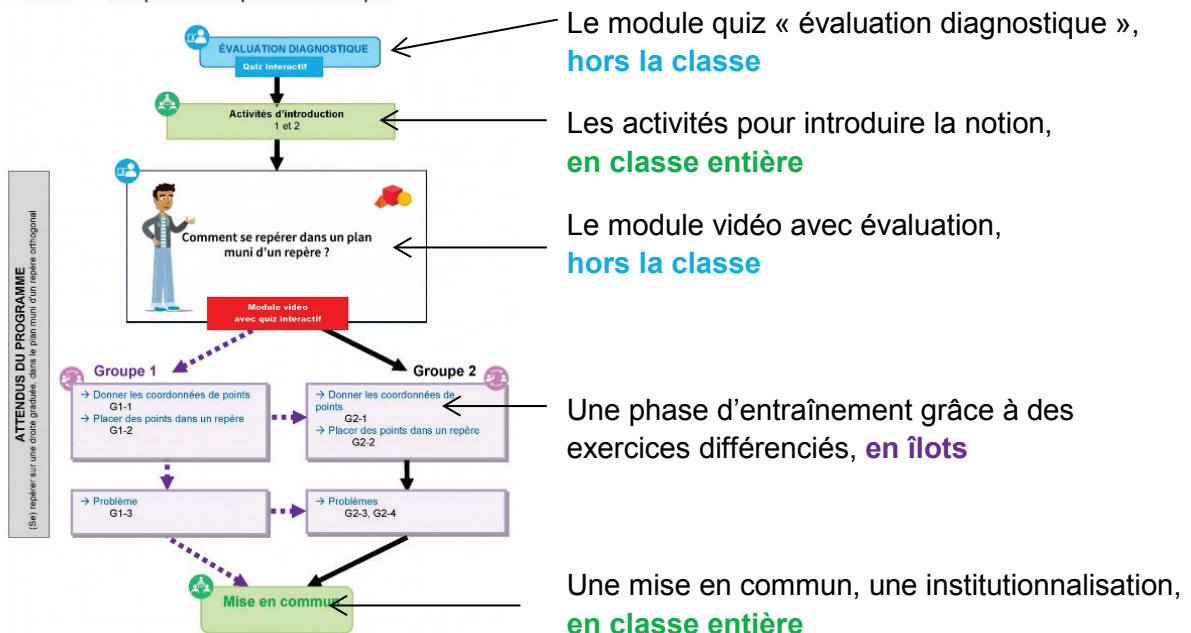 Le module quiz « évaluation diagnostique »,
hors la classe
ÉVALUATION DIAGNOSTIQUE
Quiz interactif
Activités d'introduction
1 et 2
Les activités pour introduire la notion,
en classe entière
Comment se repérer dans un plan
muni d'un repère ?
Module vidéo
avec quiz interactif
Le module vidéo avec évaluation,
hors la classe
ATTENDUS DU PROGRAMME
(Se) repérer sur une droite graduée, dans le plan muni d'un repère orthogonal
Groupe 1
→ Donner les coordonnées de points
G1-1
→ Placer des points dans un repère
G1-2
Groupe 2
→ Donner les coordonnées de
points
G2-1
→ Placer des points dans un repère
G2-2
Une phase d'entraînement grâce à des
exercices différenciés, en îlots
→ Problème
G1-3
→ Problèmes
G2-3, G2-4
Mise en commun
Une mise en commun, une institutionnalisation,
en classe entière